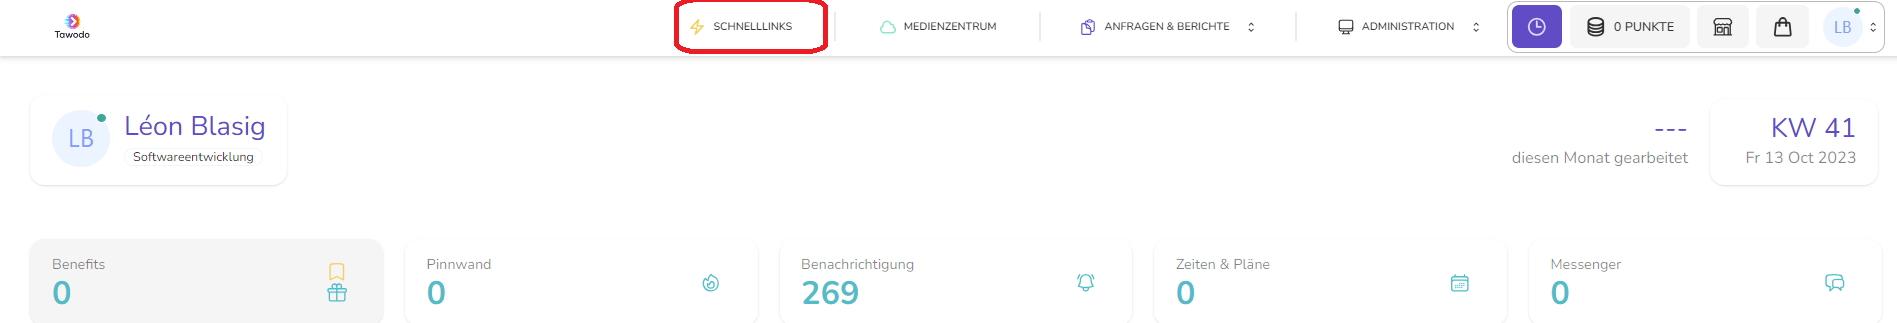 Tawodo
SCHNELLLINKS
MEDIENZENTRUM
ANFRAGEN & BERICHTE
ADMINISTRATION
0 PUNKTE
LB
LB
Léon Blasig
Softwareentwicklung
---
diesen Monat gearbeitet
KW 41
Fr 13 Oct 2023
Benefits
0
Pinnwand
0
Benachrichtigung
269
Zeiten & Pläne
0
Messenger
0